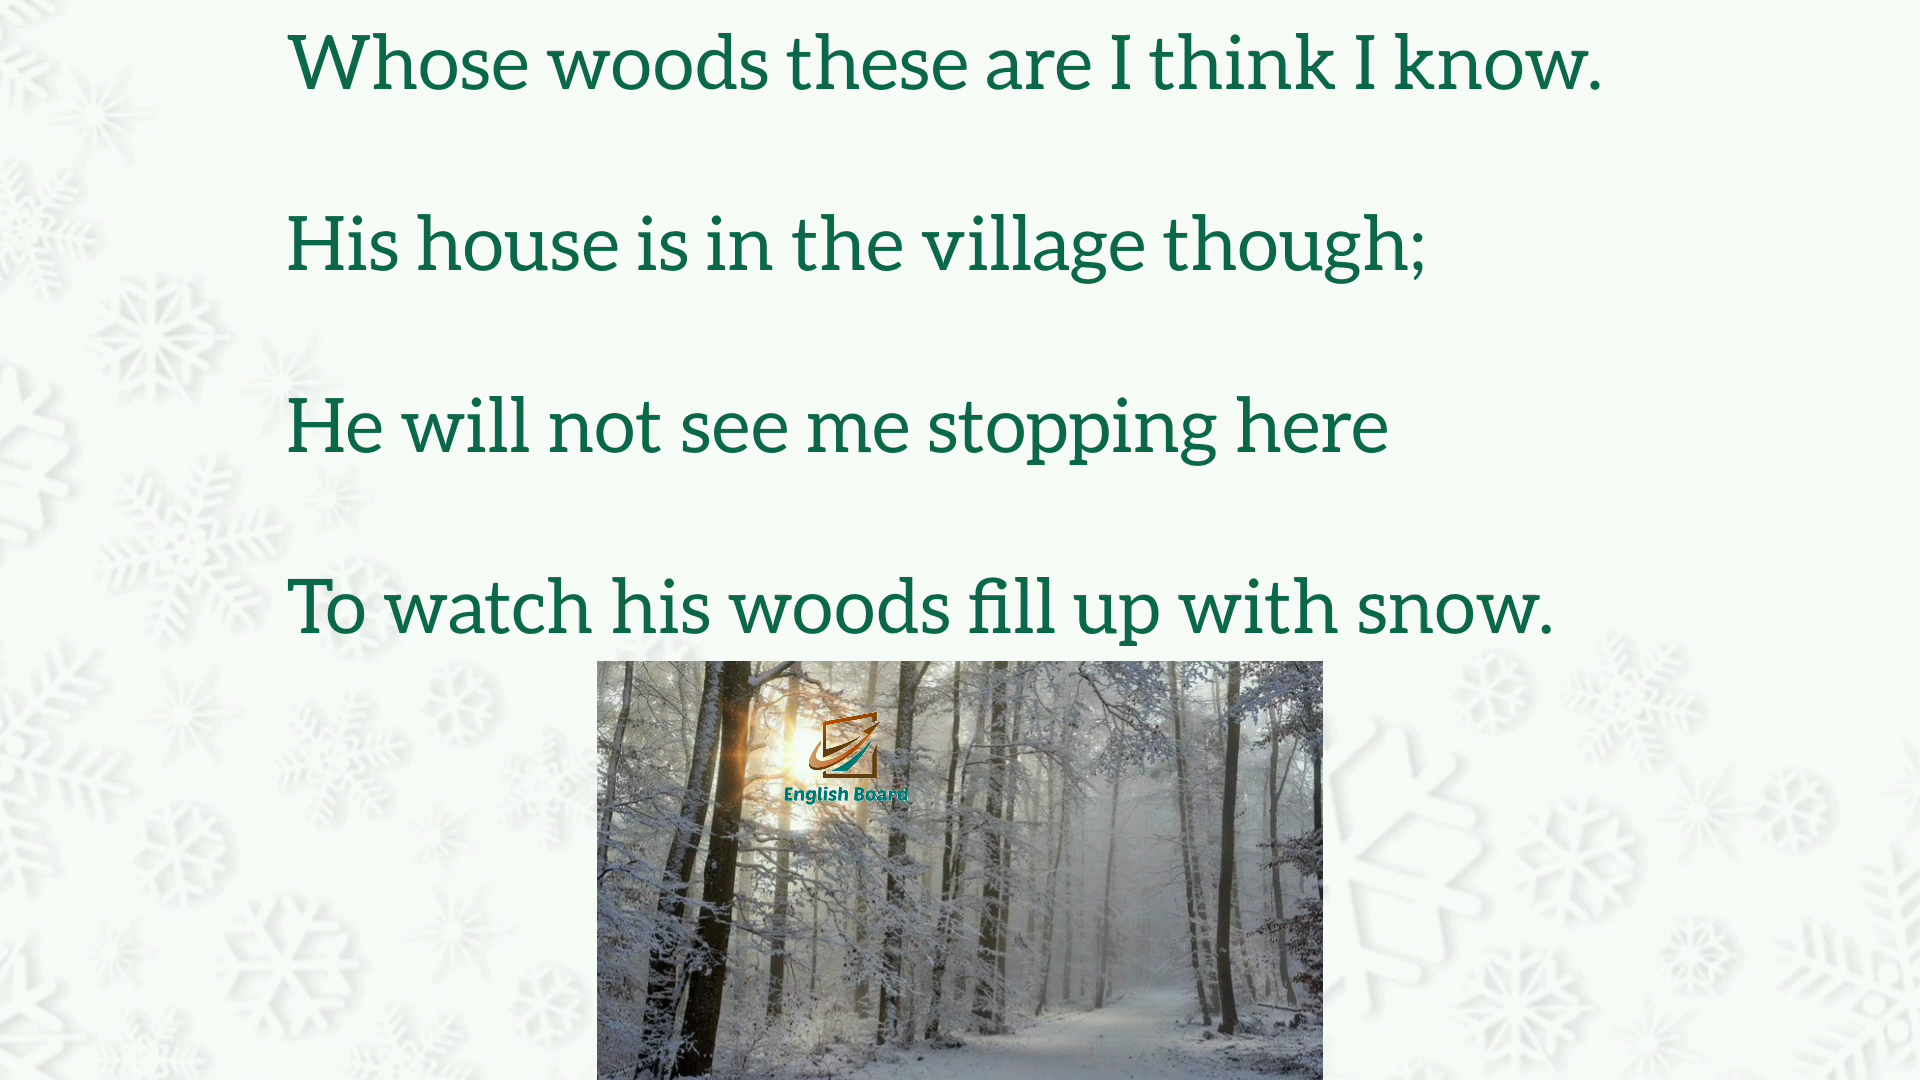 Whose woods these are I think I know.
His house is in the village though;
He will not see me stopping here
To watch his woods fill up with snow.
English Board